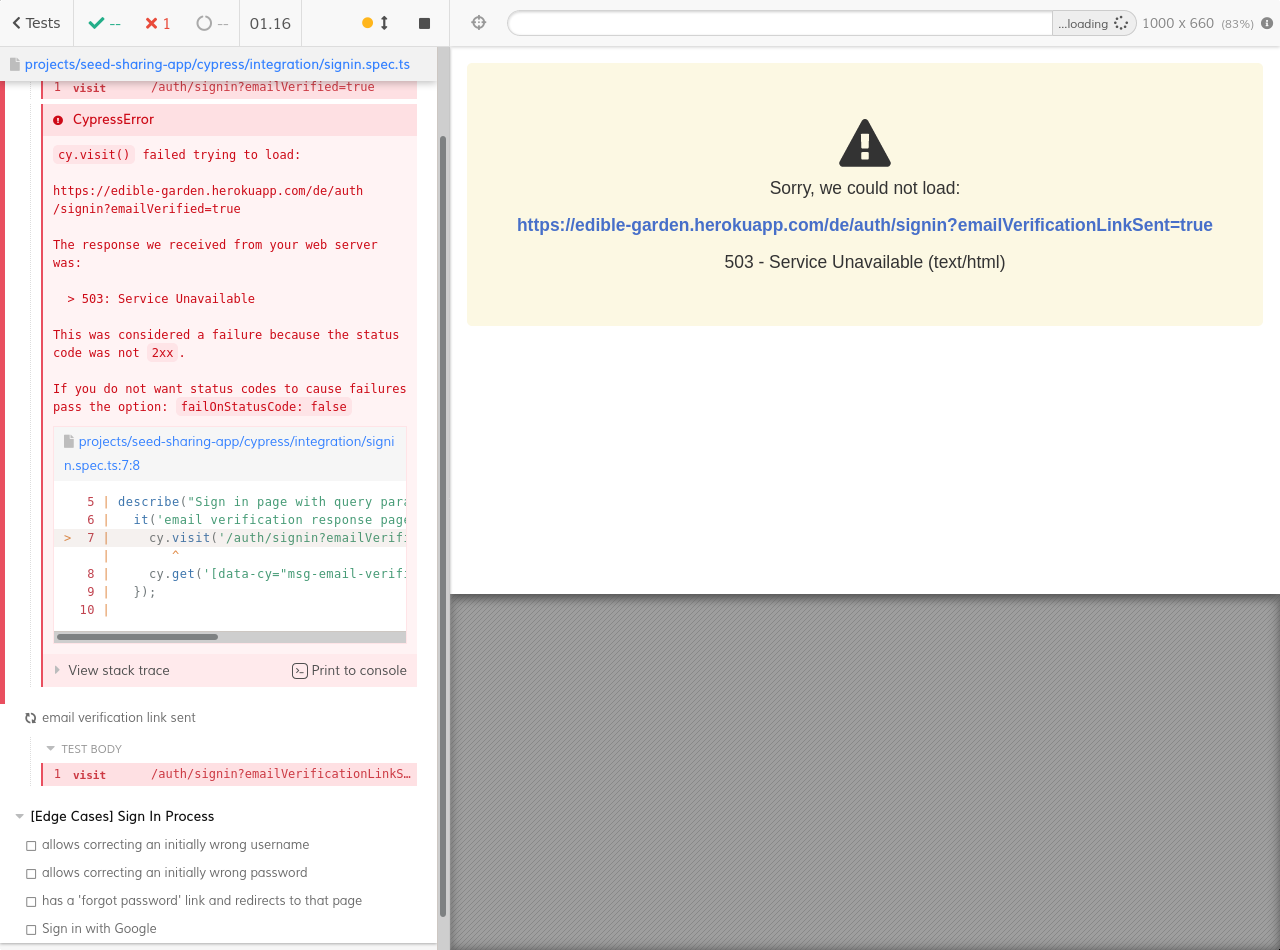 Tests
--
1
--
01.16
...loading
1000 x 660 (83%)
projects/seed-sharing-app/cypress/integration/signin.spec.ts
1 visit /auth/signin?emailVerified=true
CypressError
cy.visit() failed trying to load:
https://edible-garden.herokuapp.com/de/auth
/signin?emailVerified=true
The response we received from your web server
was:
> 503: Service Unavailable
This was considered a failure because the status
code was not 2xx.
If you do not want status codes to cause failures
pass the option: failOnStatusCode: false
projects/seed-sharing-app/cypress/integration/signi
n.spec.ts:7:8
5 | describe("Sign in page with query para
6 | it('email verification response page
> 7 | cy.visit('/auth/signin?emailVerifi
| ^
8 | cy.get('[data-cy="msg-email-verifi
9 | });
10 |
View stack trace
Print to console
email verification link sent
TEST BODY
1 visit /auth/signin?emailVerificationLinkS…
[Edge Cases] Sign In Process
allows correcting an initially wrong username
allows correcting an initially wrong password
has a 'forgot password' link and redirects to that page
Sign in with Google
Sorry, we could not load:
https://edible-garden.herokuapp.com/de/auth/signin?emailVerificationLinkSent=true
503 - Service Unavailable (text/html)